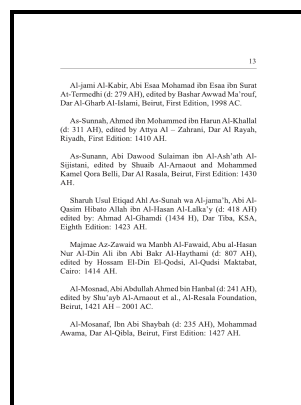 13
Al-jami Al-Kabir, Abi Esaa Mohamad ibn Esaa ibn Surat
At-Termedhi (d: 279 AH), edited by Bashar Awwad Ma'rouf,
Dar Al-Gharb Al-Islami, Beirut, First Edition, 1998 AC.
As-Sunnah, Ahmed ibn Mohammed ibn Harun Al-Khallal
(d: 311 AH), edited by Attya Al – Zahrani, Dar Al Rayah,
Riyadh, First Edition: 1410 AH.
As-Sunann, Abi Dawood Sulaiman ibn Al-Ash'ath Al-
Sijistani, edited by Shuaib Al-Arnaout and Mohammed
Kamel Qora Belli, Dar Al Rasala, Beirut, First Edition: 1430
AH.
Sharuh Usul Etiqad Ahl As-Sunah wa Al-jama'h, Abi Al-
Qasim Hibato Allah ibn Al-Hasan Al-Lalka'y (d: 418 AH)
edited by: Ahmad Al-Ghamdi (1434 H), Dar Tiba, KSA,
Eighth Edition: 1423 AH.
Majmae Az-Zawaid wa Manbh Al-Fawaid, Abu al-Hasan
Nur Al-Din Ali ibn Abi Bakr Al-Haythami (d: 807 AH),
edited by Hossam El-Din El-Qodsi, Al-Qudsi Maktabat,
Cairo: 1414 AH.
Al-Mosnad, Abi Abdullah Ahmed bin Hanbal (d: 241 AH),
edited by Shu'ayb Al-Arnaout et al., Al-Resala Foundation,
Beirut, 1421 AH – 2001 AC.
Al-Mosanaf, Ibn Abi Shaybah (d: 235 AH), Mohammad
Awama, Dar Al-Qibla, Beirut, First Edition: 1427 AH.